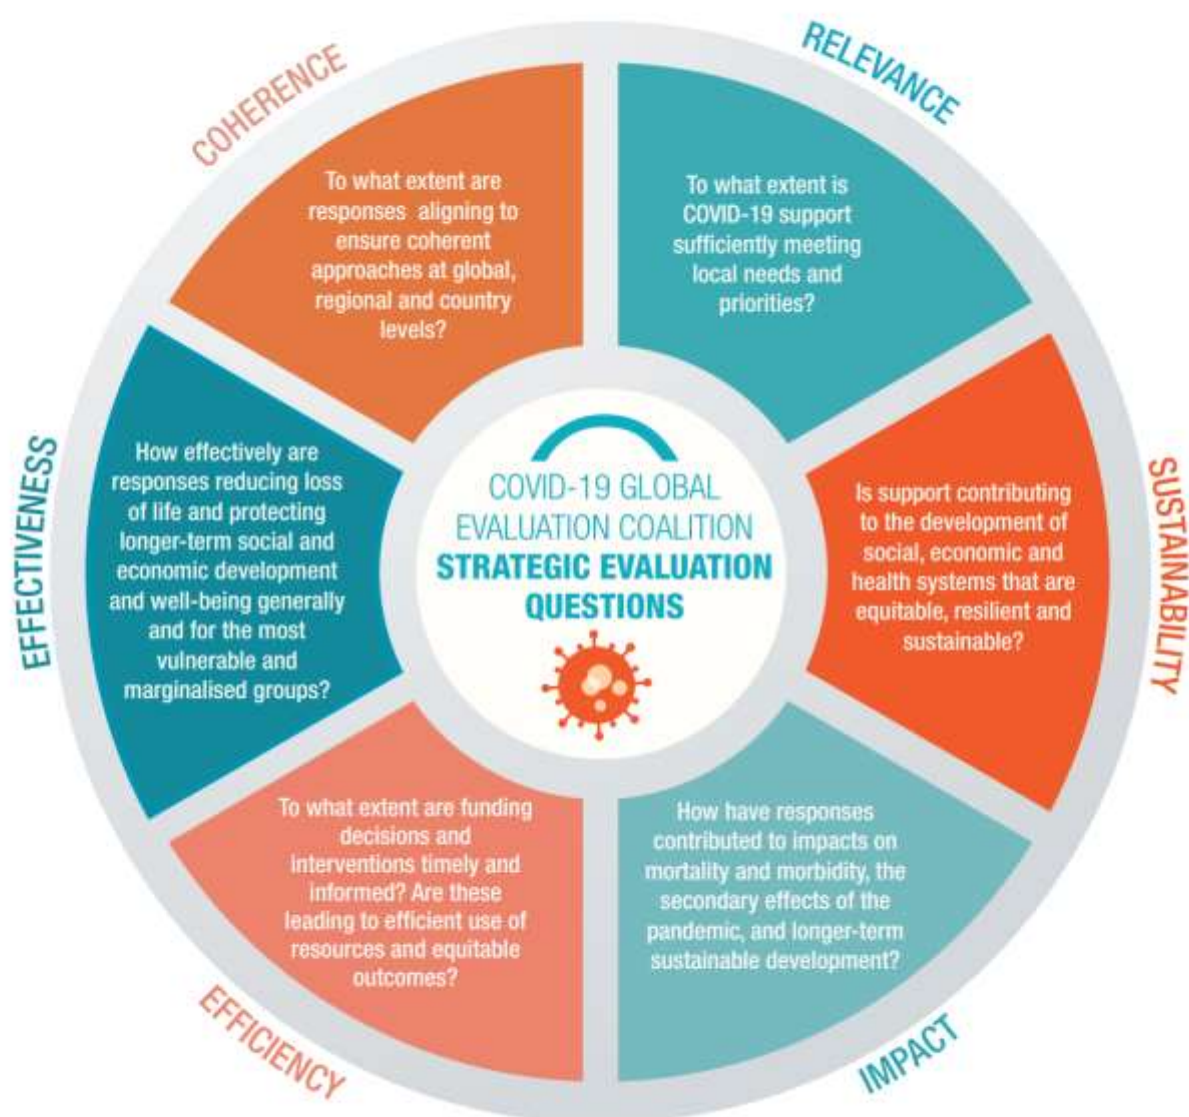 COHERENCE
RELEVANCE
To what extent are
responses aligning to
ensure coherent
approaches at global,
regional and country
levels?
To what extent is
COVID-19 support
sufficiently meeting
local needs and
priorities?
EFFECTIVENESS
How effectively are
responses reducing loss
of life and protecting
longer-term social and
economic development
and well-being generally
and for the most
vulnerable and
marginalised groups?
COVID-19 GLOBAL
EVALUATION COALITION
STRATEGIC EVALUATION
QUESTIONS
Is support contributing
to the development of
social, economic and
health systems that are
equitable, resilient and
sustainable?
SUSTAINABILITY
To what extent are funding
decisions and
interventions timely and
informed? Are these
leading to efficient use of
resources and equitable
outcomes?
How have responses
contributed to impacts on
mortality and morbidity, the
secondary effects of the
pandemic, and longer-term
sustainable development?
EFFICIENCY
IMPACT